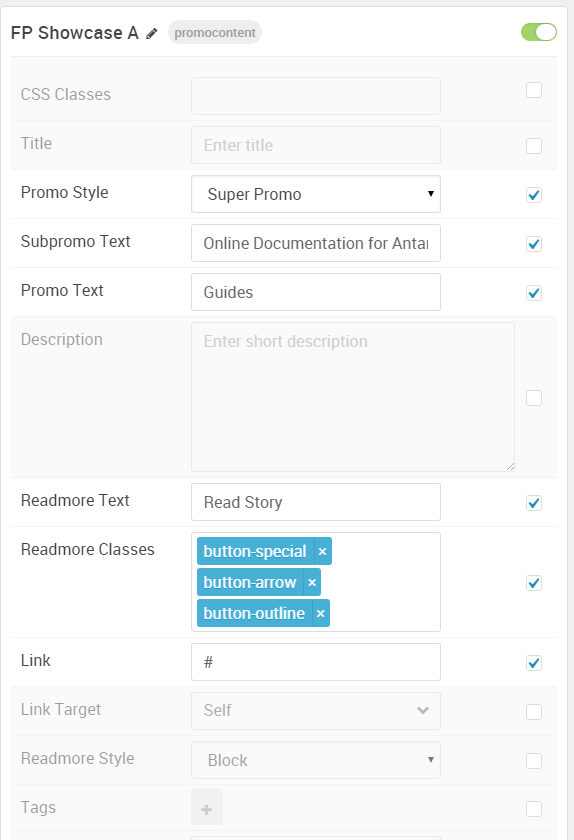 FP Showcase A promocontent
CSS Classes
Title Enter title
Promo Style Super Promo
Subpromo Text Online Documentation for Antar
Promo Text Guides
Description Enter short description
Readmore Text Read Story
Readmore Classes button-special ×
button-arrow ×
button-outline ×
Link #
Link Target Self
Readmore Style Block
Tags +